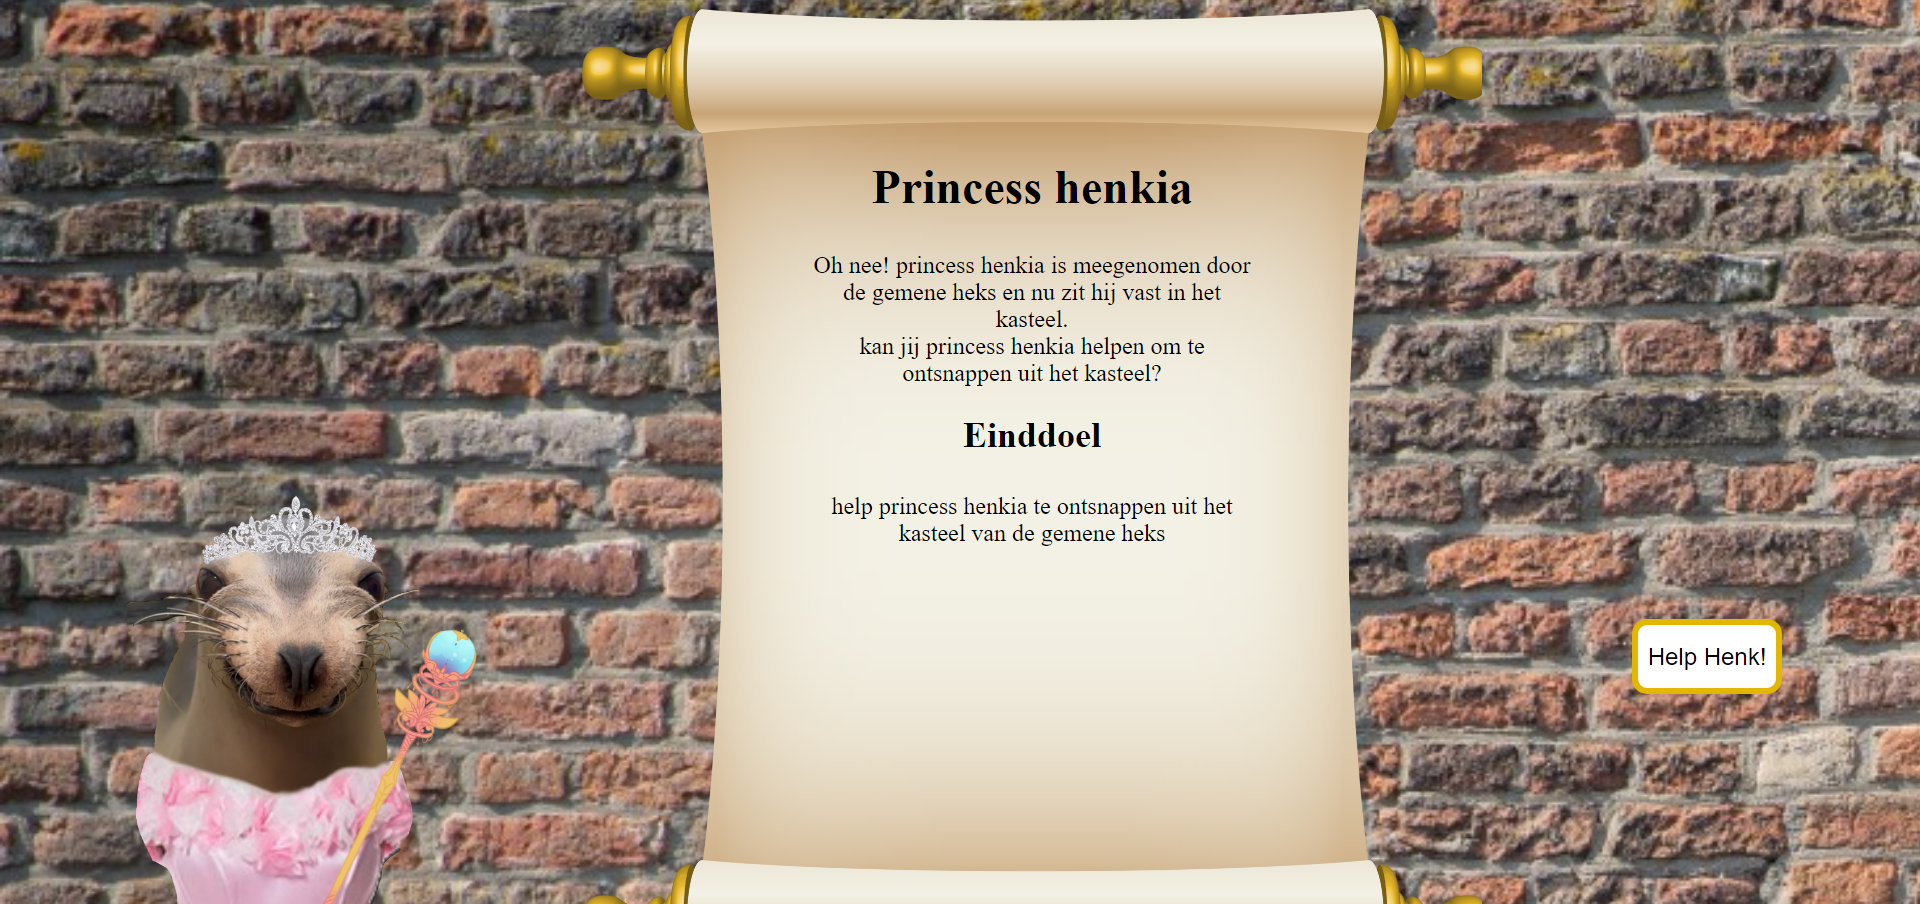 Princess henkia
Oh nee! princess henkia is meegenomen door
de gemene heks en nu zit hij vast in het
kasteel.
kan jij princess henkia helpen om te
ontsnappen uit het kasteel?
Einddoel
help princess henkia te ontsnappen uit het
kasteel van de gemene heks
Help Henk!